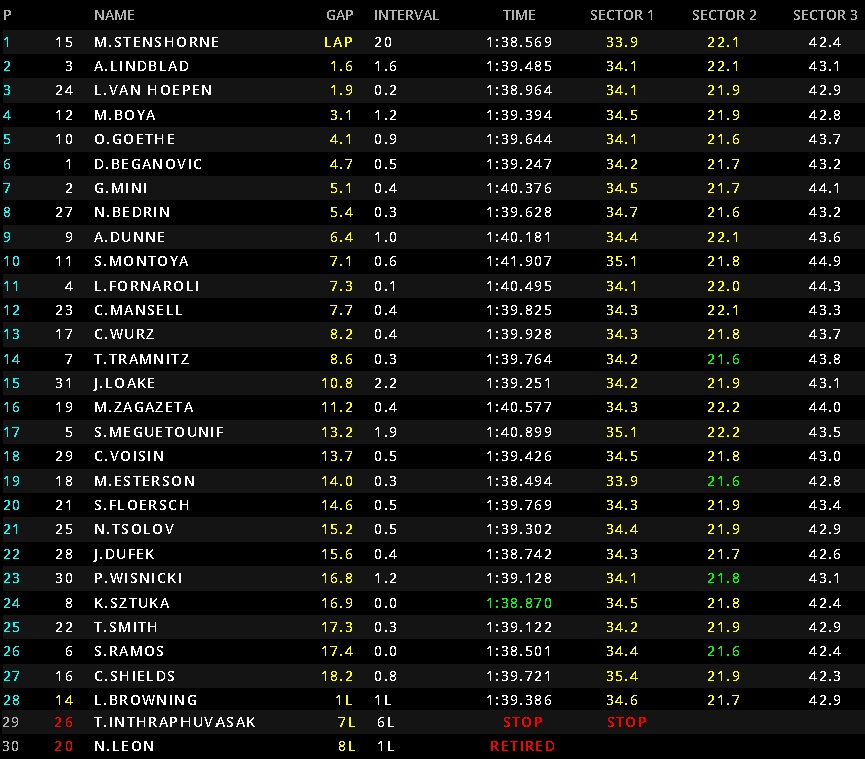 P NAME GAP INTERVAL TIME SECTOR 1 SECTOR 2 SECTOR 3
1 15 M.STENSHORNE LAP 20 1:38.569 33.9 22.1 42.4
2 3 A.LINDBLAD 1.6 1.6 1:39.485 34.1 22.1 43.1
3 24 L.VAN HOEPEN 1.9 0.2 1:38.964 34.1 21.9 42.9
4 12 M.BOYA 3.1 1.2 1:39.394 34.5 21.9 42.8
5 10 O.GOETHE 4.1 0.9 1:39.644 34.1 21.6 43.7
6 1 D.BEGANOVIC 4.7 0.5 1:39.247 34.2 21.7 43.2
7 2 G.MINI 5.1 0.4 1:40.376 34.5 21.7 44.1
8 27 N.BEDRIN 5.4 0.3 1:39.628 34.7 21.6 43.2
9 9 A.DUNNE 6.4 1.0 1:40.181 34.4 22.1 43.6
10 11 S.MONTOYA 7.1 0.6 1:41.907 35.1 21.8 44.9
11 4 L.FORNAROLI 7.3 0.1 1:40.495 34.1 22.0 44.3
12 23 C.MANSELL 7.7 0.4 1:39.825 34.3 22.1 43.3
13 17 C.WURZ 8.2 0.4 1:39.928 34.3 21.8 43.7
14 7 T.TRAMNITZ 8.6 0.3 1:39.764 34.2 21.6 43.8
15 31 J.LOAKE 10.8 2.2 1:39.251 34.2 21.9 43.1
16 19 M.ZAGAZETA 11.2 0.4 1:40.577 34.3 22.2 44.0
17 5 S.MEGUETOUNIF 13.2 1.9 1:40.899 35.1 22.2 43.5
18 29 C.VOISIN 13.7 0.5 1:39.426 34.5 21.8 43.0
19 18 M.ESTERSON 14.0 0.3 1:38.494 33.9 21.6 42.8
20 21 S.FLOERSCH 14.6 0.5 1:39.769 34.3 21.9 43.4
21 25 N.TSOLOV 15.2 0.5 1:39.302 34.4 21.9 42.9
22 28 J.DUFEK 15.6 0.4 1:38.742 34.3 21.7 42.6
23 30 P.WISNICKI 16.8 1.2 1:39.128 34.1 21.8 43.1
24 8 K.SZTUKA 16.9 0.0 1:38.870 34.5 21.8 42.4
25 22 T.SMITH 17.3 0.3 1:39.122 34.2 21.9 42.9
26 6 S.RAMOS 17.4 0.0 1:38.501 34.4 21.6 42.4
27 16 C.SHIELDS 18.2 0.8 1:39.721 35.4 21.9 42.3
28 14 L.BROWNING 1L 1L 1:39.386 34.6 21.7 42.9
29 26 T.INTHRAPHUVASAK 7L 6L STOP STOP
30 20 N.LEON 8L 1L RETIRED